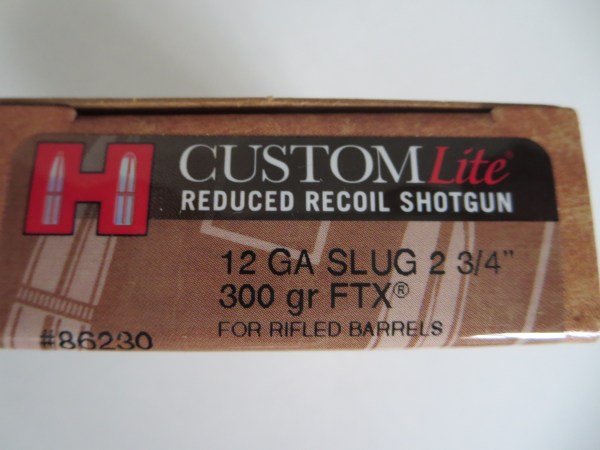 H
CUSTOM Lite®
REDUCED RECOIL SHOTGUN
12 GA SLUG 2 3/4"
300 gr FTX®
FOR RIFLED BARRELS
#86230